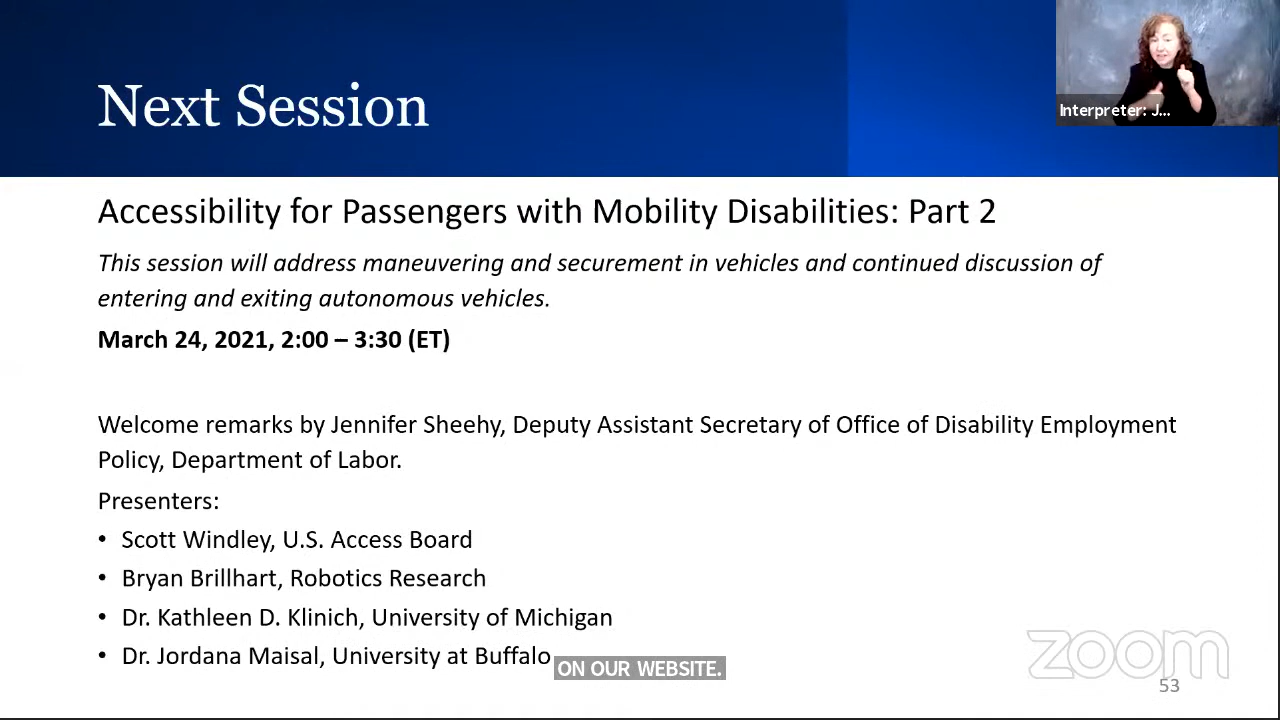 Next Session
Interpreter: J...
Accessibility for Passengers with Mobility Disabilities: Part 2
This session will address maneuvering and securement in vehicles and continued discussion of
entering and exiting autonomous vehicles.
March 24, 2021, 2:00 – 3:30 (ET)
Welcome remarks by Jennifer Sheehy, Deputy Assistant Secretary of Office of Disability Employment
Policy, Department of Labor.
Presenters:
• Scott Windley, U.S. Access Board
• Bryan Brillhart, Robotics Research
• Dr. Kathleen D. Klinich, University of Michigan
• Dr. Jordana Maisal, University at Buffalo
ON OUR WEBSITE.
zoom
53